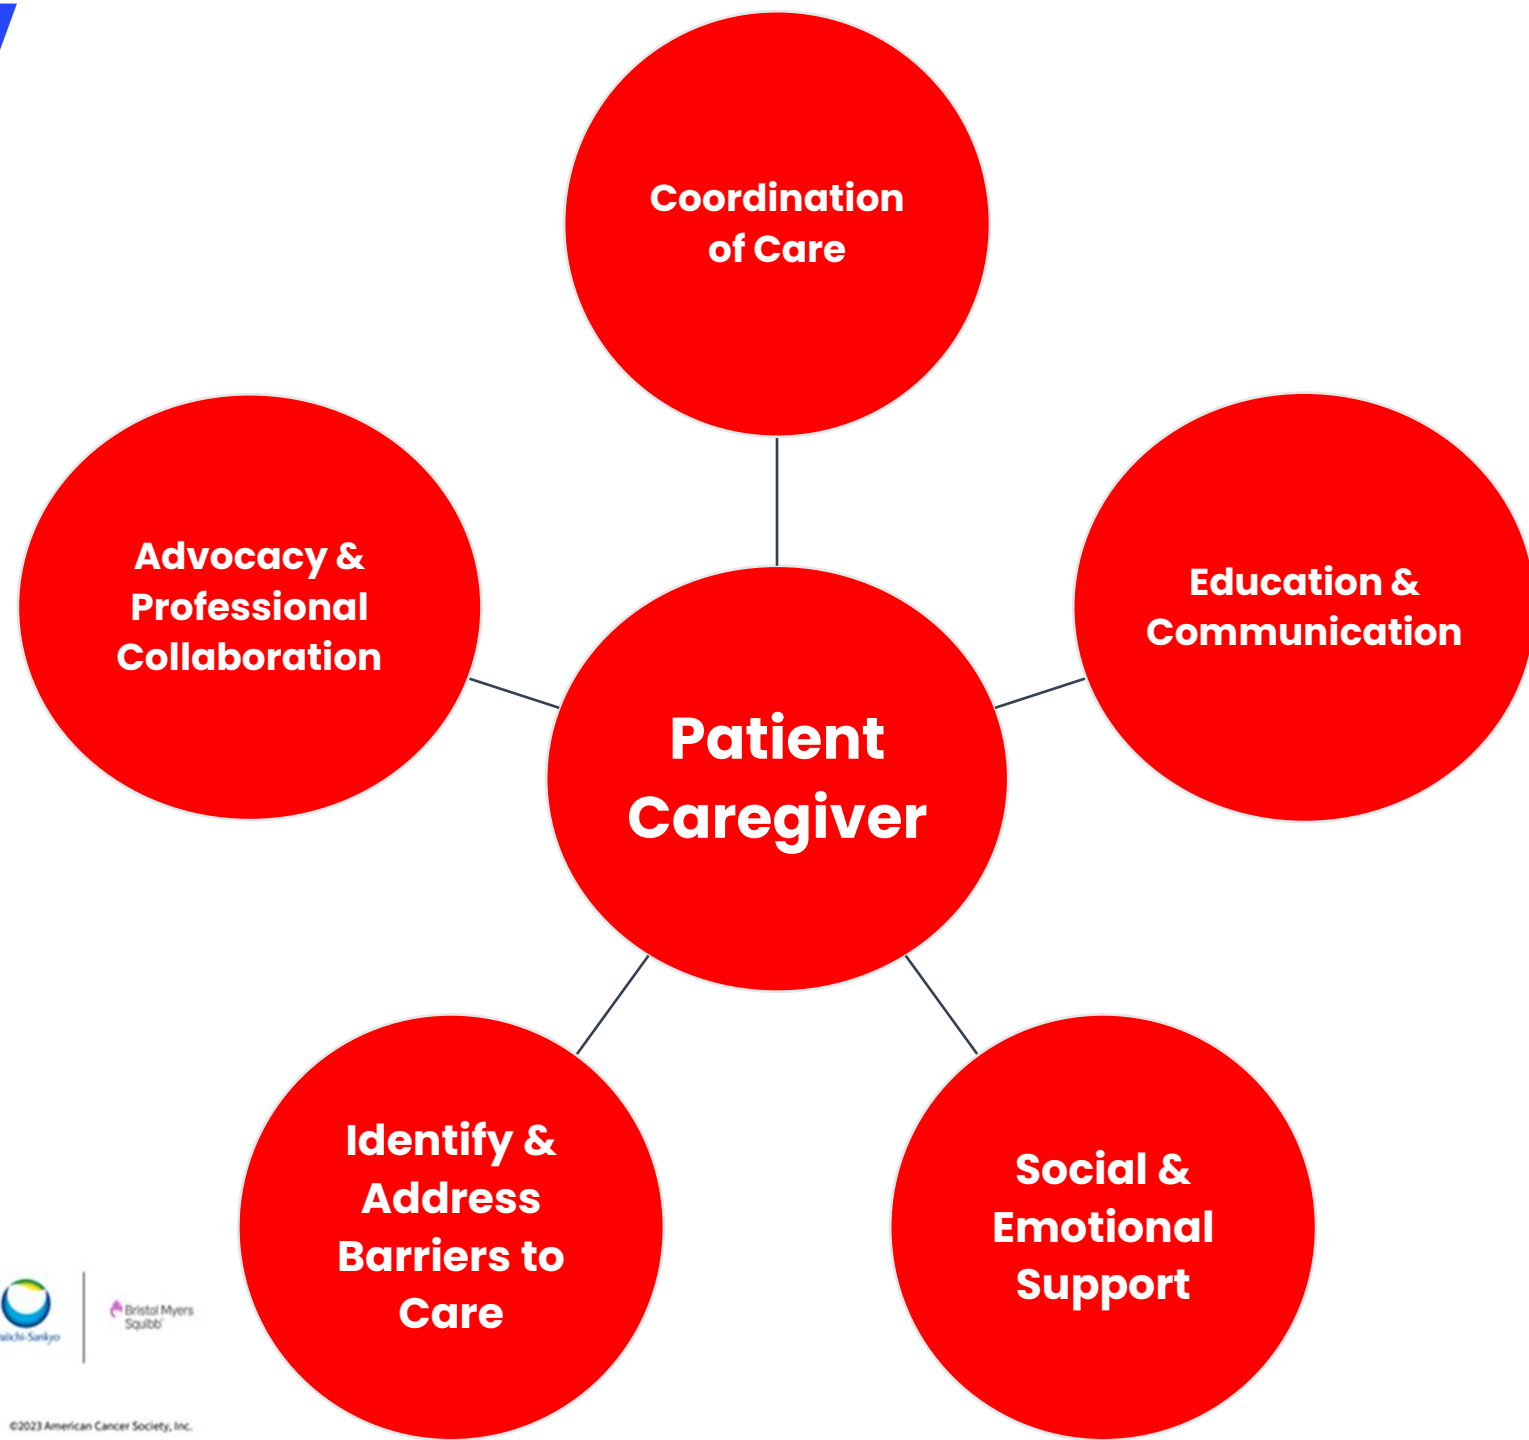 Coordination
of Care
Advocacy &
Professional
Collaboration
Education &
Communication
Patient
Caregiver
Identify &
Address
Barriers to
Care
Social &
Emotional
Support
Bristol Myers
Squibb
©2023 American Cancer Society, Inc.